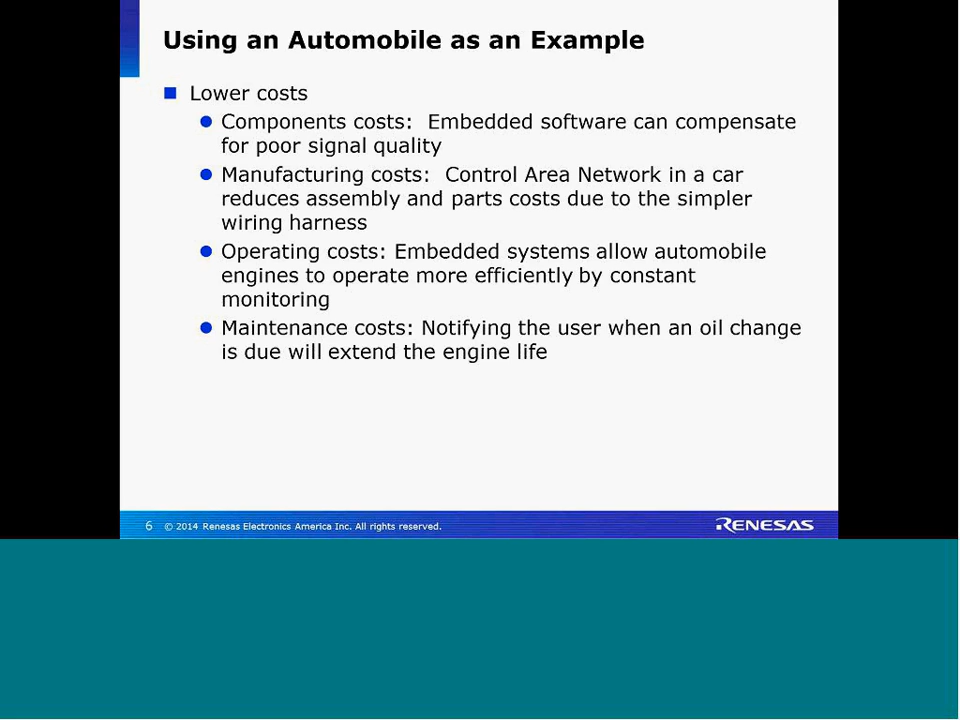 Using an Automobile as an Example
Lower costs
Components costs: Embedded software can compensate
for poor signal quality
Manufacturing costs: Control Area Network in a car
reduces assembly and parts costs due to the simpler
wiring harness
Operating costs: Embedded systems allow automobile
engines to operate more efficiently by constant
monitoring
Maintenance costs: Notifying the user when an oil change
is due will extend the engine life
6 © 2014 Renesas Electronics America Inc. All rights reserved.
RENESAS